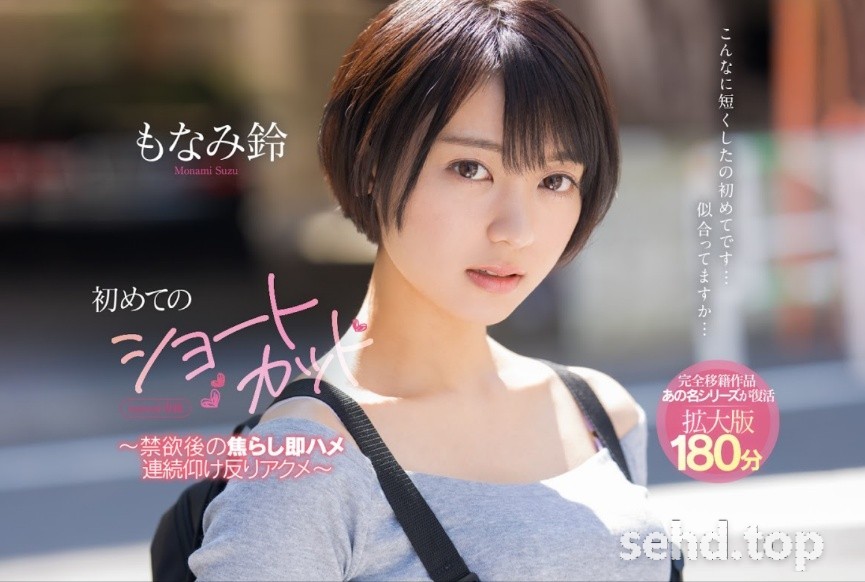 もなみ鈴
Monami Suzu
初めての
ショート
カット
～禁欲後の焦らし即ハメ
連続仰け反りアクメ～
こんなに短くしたの初めてです…
似合ってますか…
完全移籍作品
あの名シリーズが復活
拡大版
180分
sehd.top